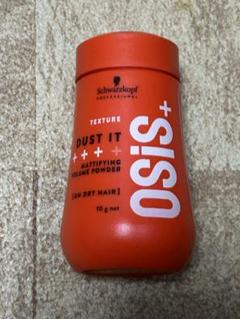 Schwarzkopf
PROFESSIONAL
TEXTURE
DUST IT
+ + + +
MATTIFYING
VOLUME POWDER
[ON DRY HAIR]
10 g net
OSiS+